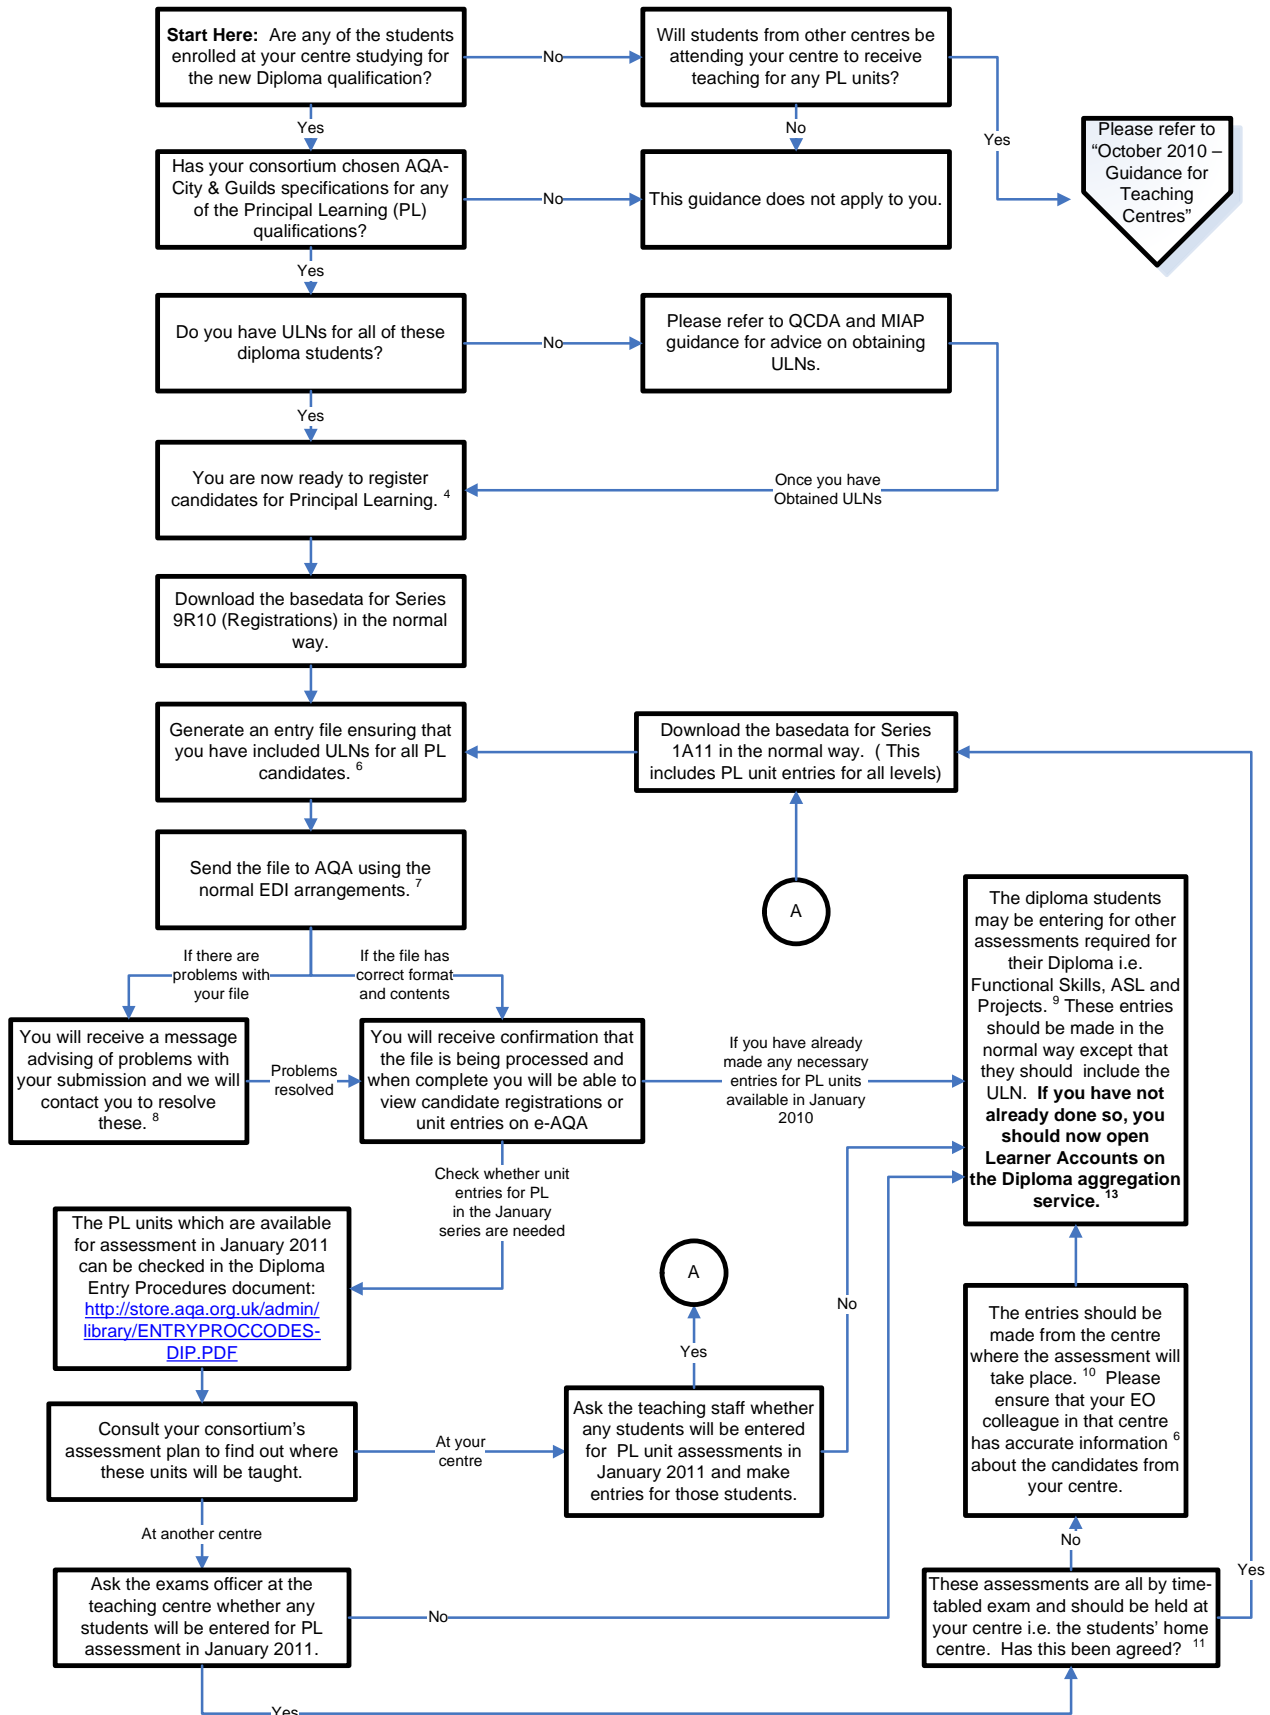 Start Here: Are any of the students
enrolled at your centre studying for
the new Diploma qualification?
No
Will students from other centres be
attending your centre to receive
teaching for any PL units?
Yes
No
Yes
Please refer to
“October 2010 –
Guidance for
Teaching
Centres”
Has your consortium chosen AQA-
City & Guilds specifications for any
of the Principal Learning (PL)
qualifications?
No
This guidance does not apply to you.
Yes
Do you have ULNs for all of these
diploma students?
No
Please refer to QCDA and MIAP
guidance for advice on obtaining
ULNs.
Yes
You are now ready to register
candidates for Principal Learning. 4
Once you have
Obtained ULNs
Download the basedata for Series
9R10 (Registrations) in the normal
way.
Generate an entry file ensuring that
you have included ULNs for all PL
candidates. 6
Download the basedata for Series
1A11 in the normal way. ( This
includes PL unit entries for all levels)
Send the file to AQA using the
normal EDI arrangements. 7
A
If there are
problems with
your file
If the file has
correct format
and contents
You will receive a message
advising of problems with
your submission and we will
contact you to resolve
these. 8
Problems
resolved
You will receive confirmation that
the file is being processed and
when complete you will be able to
view candidate registrations or
unit entries on e-AQA
If you have already
made any necessary
entries for PL units
available in January
2010
The diploma students
may be entering for other
assessments required for
their Diploma i.e.
Functional Skills, ASL and
Projects. 9 These entries
should be made in the
normal way except that
they should include the
ULN. If you have not
already done so, you
should now open
Learner Accounts on
the Diploma aggregation
service. 13
Check whether unit
entries for PL
in the January
series are needed
The PL units which are available
for assessment in January 2011
can be checked in the Diploma
Entry Procedures document:
http://store.aqa.org.uk/admin/
library/ENTRYPROCCODES-
DIP.PDF
A
No
Yes
The entries should be
made from the centre
where the assessment will
take place. 10 Please
ensure that your EO
colleague in that centre
has accurate information 6
about the candidates from
your centre.
Consult your consortium’s
assessment plan to find out where
these units will be taught.
At your
centre
Ask the teaching staff whether
any students will be entered
for PL unit assessments in
January 2011 and make
entries for those students.
At another centre
No
Yes
Ask the exams officer at the
teaching centre whether any
students will be entered for PL
assessment in January 2011.
No
These assessments are all by time-
tabled exam and should be held at
your centre i.e. the students’ home
centre. Has this been agreed? 11
Yes